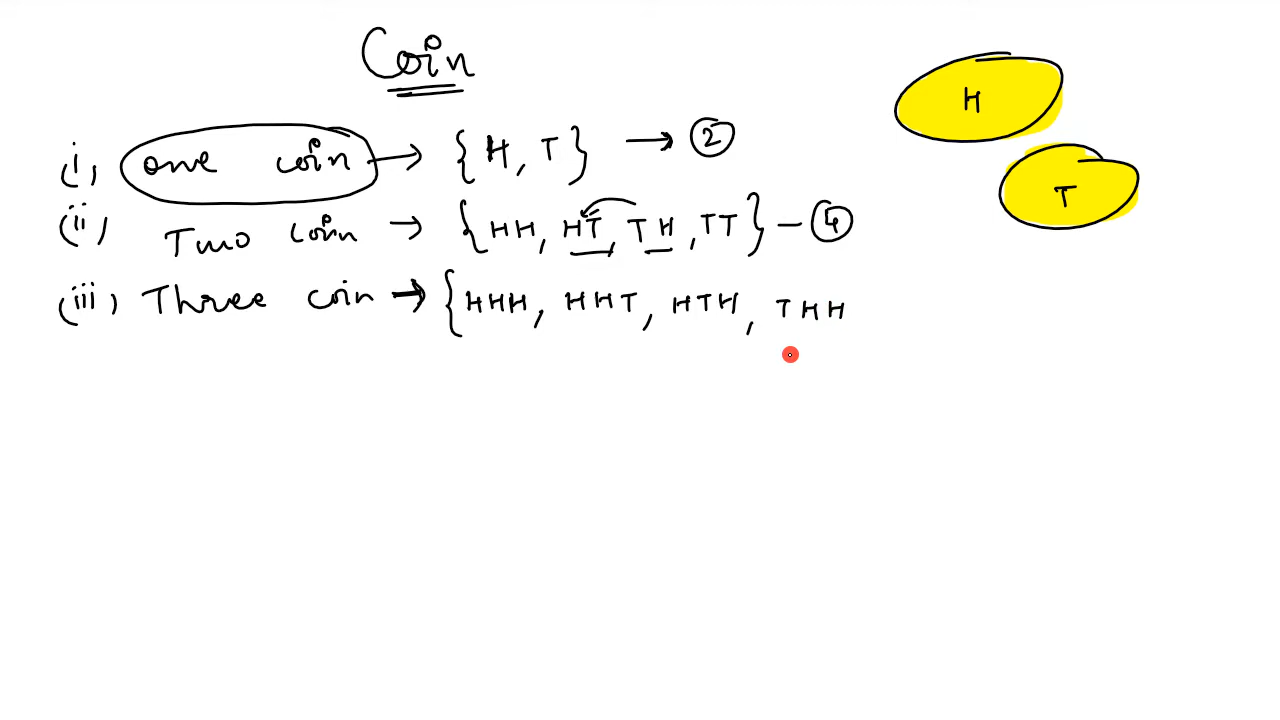 Coin
H
(i) one coin → {H, T} → 2
T
(ii) Two coin → {HH, HT, TH, TT} - 4
(iii) Three coin → {HHH, HHT, HTH, THH